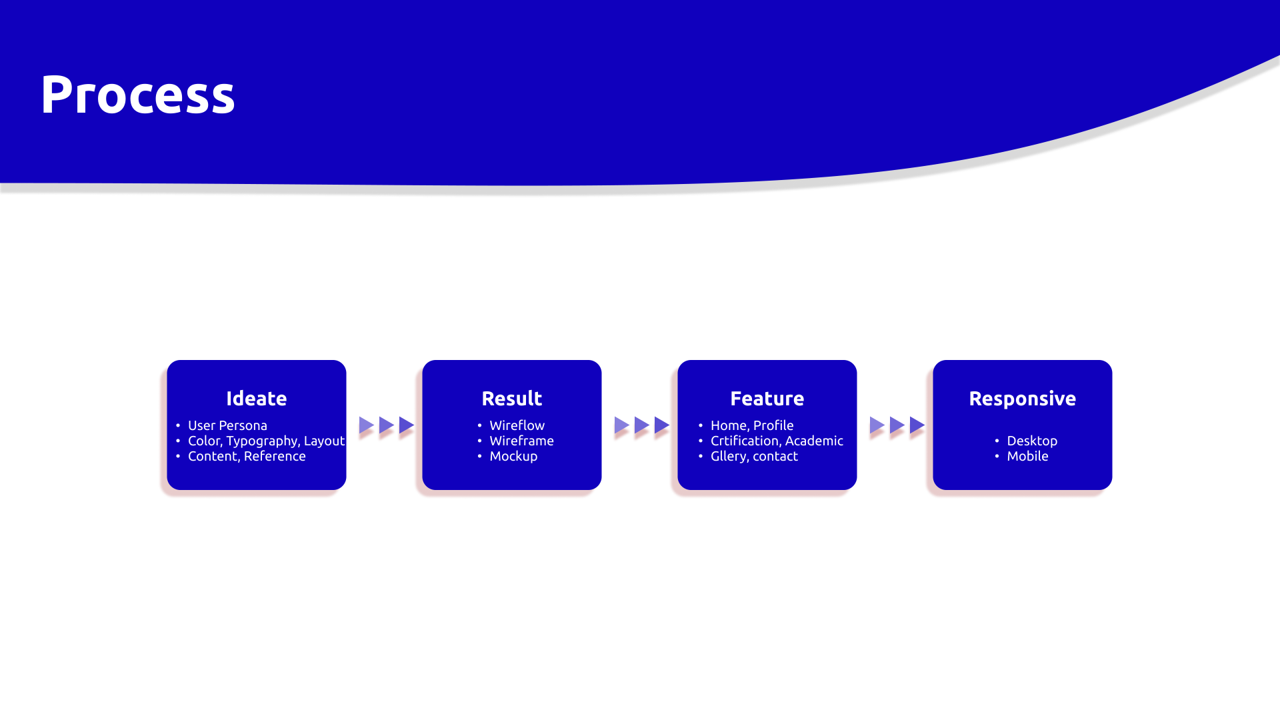 Process
Ideate
• User Persona
• Color, Typography, Layout
• Content, Reference
Result
• Wireflow
• Wireframe
• Mockup
Feature
• Home, Profile
• Crtification, Academic
• Gllery, contact
Responsive
• Desktop
• Mobile